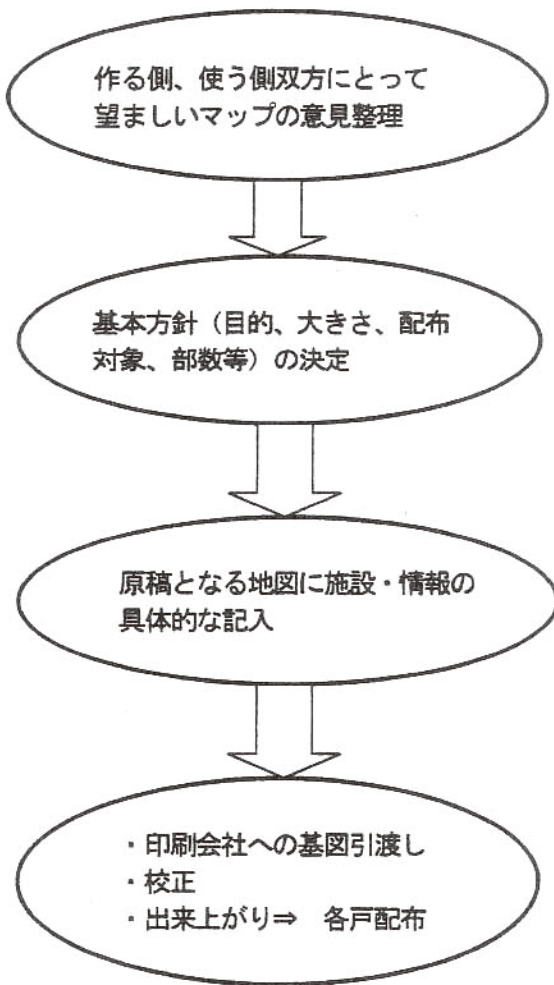 作る側、使う側双方にとって
望ましいマップの意見整理
基本方針（目的、大きさ、配布
対象、部数等）の決定
原稿となる地図に施設・情報の
具体的な記入
・印刷会社への基図引渡し
・校正
・出来上がり⇒　各戸配布